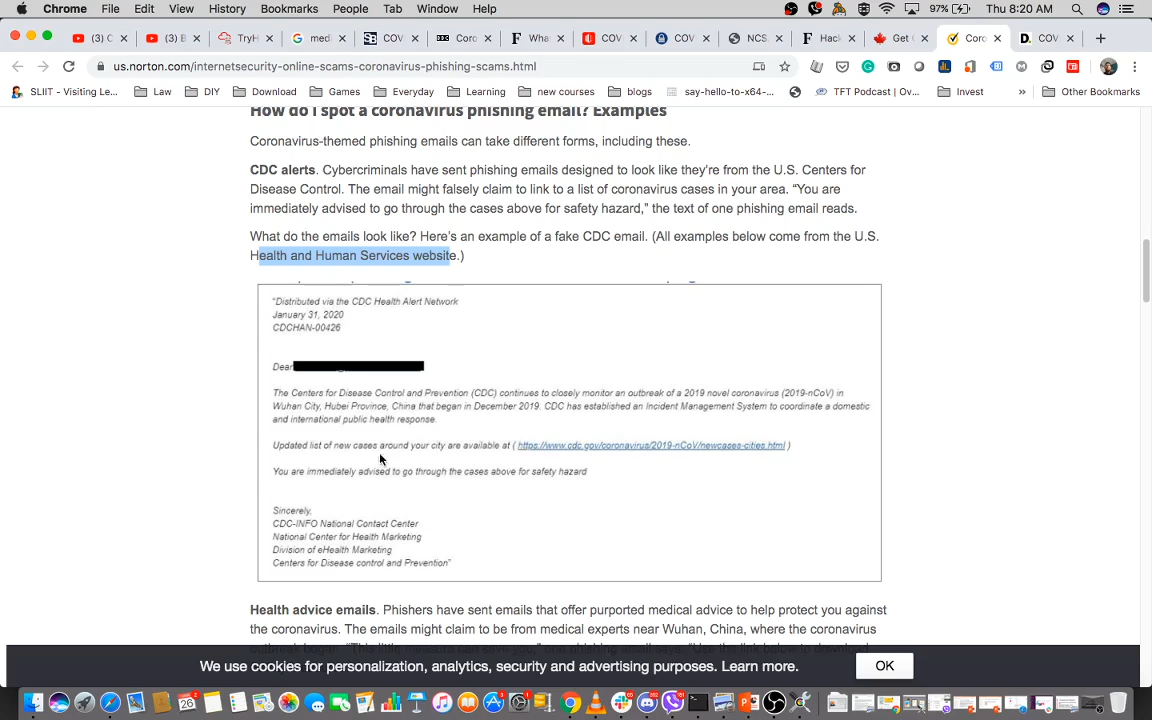 Chrome File Edit View History Bookmarks People Tab Window Help 97% Thu 8:20 AM
(3) C (3) B TryH medi COV Coro Wha COV COV NCS. Hack Get C Coro COV
us.norton.com/internetsecurity-online-scams-coronavirus-phishing-scams.html
SLIIT - Visiting Le... Law DIY Download Games Everyday Learning new courses blogs say-hello-to-x64-... TFT Podcast | Ov... Invest » Other Bookmarks
How do I spot a coronavirus phishing email? Examples
Coronavirus-themed phishing emails can take different forms, including these.
CDC alerts. Cybercriminals have sent phishing emails designed to look like they're from the U.S. Centers for
Disease Control. The email might falsely claim to link to a list of coronavirus cases in your area. “You are
immediately advised to go through the cases above for safety hazard,” the text of one phishing email reads.
What do the emails look like? Here's an example of a fake CDC email. (All examples below come from the U.S.
Health and Human Services website.)
“Distributed via the CDC Health Alert Network
January 31, 2020
CDCHAN-00426
Dear
The Centers for Disease Control and Prevention (CDC) continues to closely monitor an outbreak of a 2019 novel coronavirus (2019-nCoV) in
Wuhan City, Hubei Province, China that began in December 2019. CDC has established an Incident Management System to coordinate a domestic
and international public health response.
Updated list of new cases around your city are available at ( https://www.cdc.gov/coronavirus/2019-nCoV/newcases-cities.html )
You are immediately advised to go through the cases above for safety hazard
Sincerely,
CDC-INFO National Contact Center
National Center for Health Marketing
Division of eHealth Marketing
Centers for Disease control and Prevention”
Health advice emails. Phishers have sent emails that offer purported medical advice to help protect you against
the coronavirus. The emails might claim to be from medical experts near Wuhan, China, where the coronavirus
We use cookies for personalization, analytics, security and advertising purposes. Learn more. OK